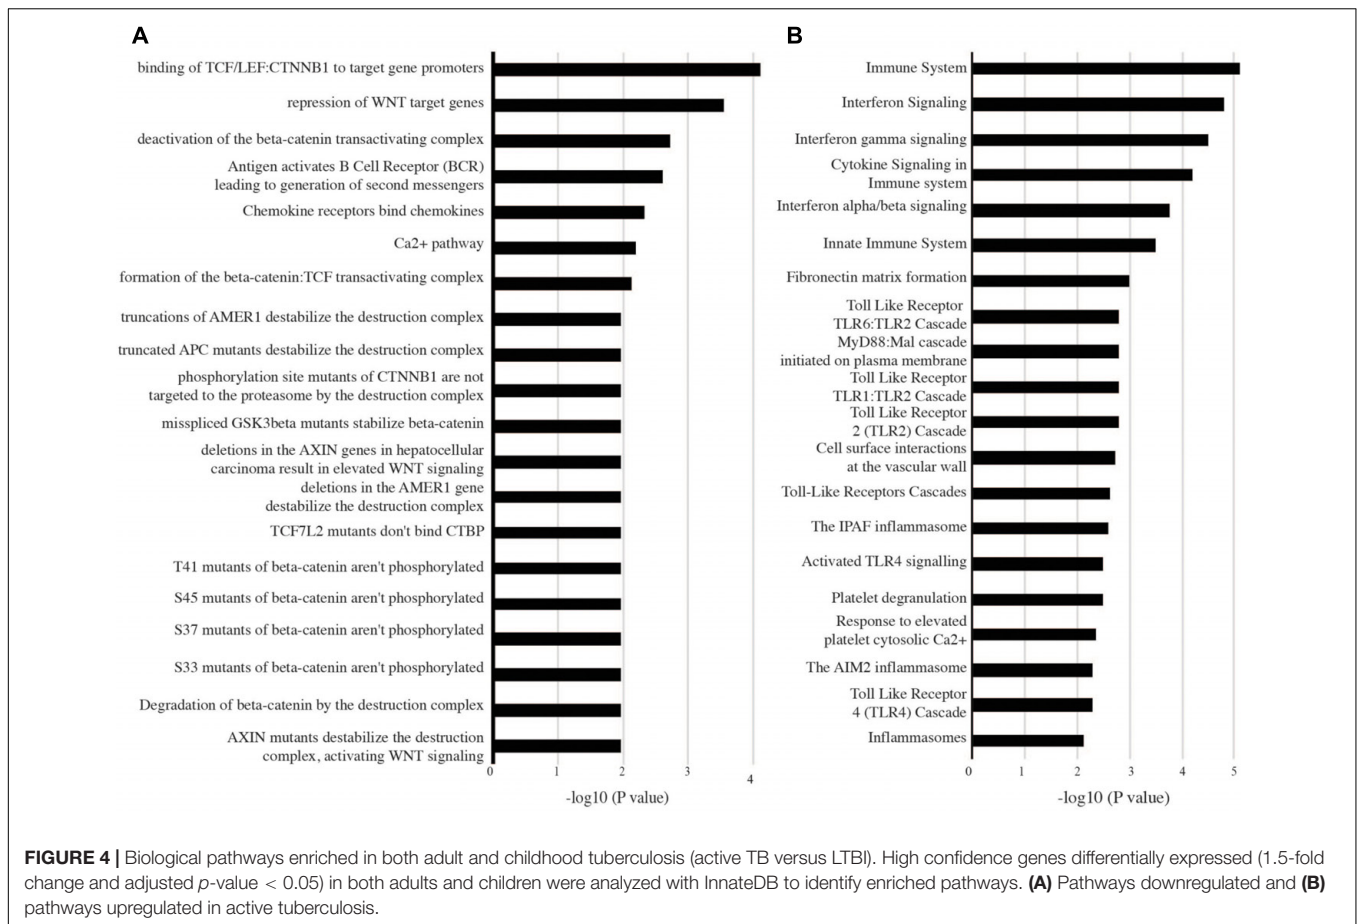 A
binding of TCF/LEF:CTNNB1 to target gene promoters
repression of WNT target genes
deactivation of the beta-catenin transactivating complex
Antigen activates B Cell Receptor (BCR)
leading to generation of second messengers
Chemokine receptors bind chemokines
Ca2+ pathway
formation of the beta-catenin:TCF transactivating complex
truncations of AMER1 destabilize the destruction complex
truncated APC mutants destabilize the destruction complex
phosphorylation site mutants of CTNNB1 are not
targeted to the proteasome by the destruction complex
misspliced GSK3beta mutants stabilize beta-catenin
deletions in the AXIN genes in hepatocellular
carcinoma result in elevated WNT signaling
deletions in the AMER1 gene
destabilize the destruction complex
TCF7L2 mutants don't bind CTBP
T41 mutants of beta-catenin aren't phosphorylated
S45 mutants of beta-catenin aren't phosphorylated
S37 mutants of beta-catenin aren't phosphorylated
S33 mutants of beta-catenin aren't phosphorylated
Degradation of beta-catenin by the destruction complex
AXIN mutants destabilize the destruction
complex, activating WNT signaling
0 1 2 3 4
-log10 (P value)
B
Immune System
Interferon Signaling
Interferon gamma signaling
Cytokine Signaling in
Immune system
Interferon alpha/beta signaling
Innate Immune System
Fibronectin matrix formation
Toll Like Receptor
TLR6:TLR2 Cascade
MyD88:Mal cascade
initiated on plasma membrane
Toll Like Receptor
TLR1:TLR2 Cascade
Toll Like Receptor
2 (TLR2) Cascade
Cell surface interactions
at the vascular wall
Toll-Like Receptors Cascades
The IPAF inflammasome
Activated TLR4 signalling
Platelet degranulation
Response to elevated
platelet cytosolic Ca2+
The AIM2 inflammasome
Toll Like Receptor
4 (TLR4) Cascade
Inflammasomes
0 1 2 3 4 5
-log10 (P value)
FIGURE 4 | Biological pathways enriched in both adult and childhood tuberculosis (active TB versus LTBI). High confidence genes differentially expressed (1.5-fold
change and adjusted p-value < 0.05) in both adults and children were analyzed with InnateDB to identify enriched pathways. (A) Pathways downregulated and (B)
pathways upregulated in active tuberculosis.